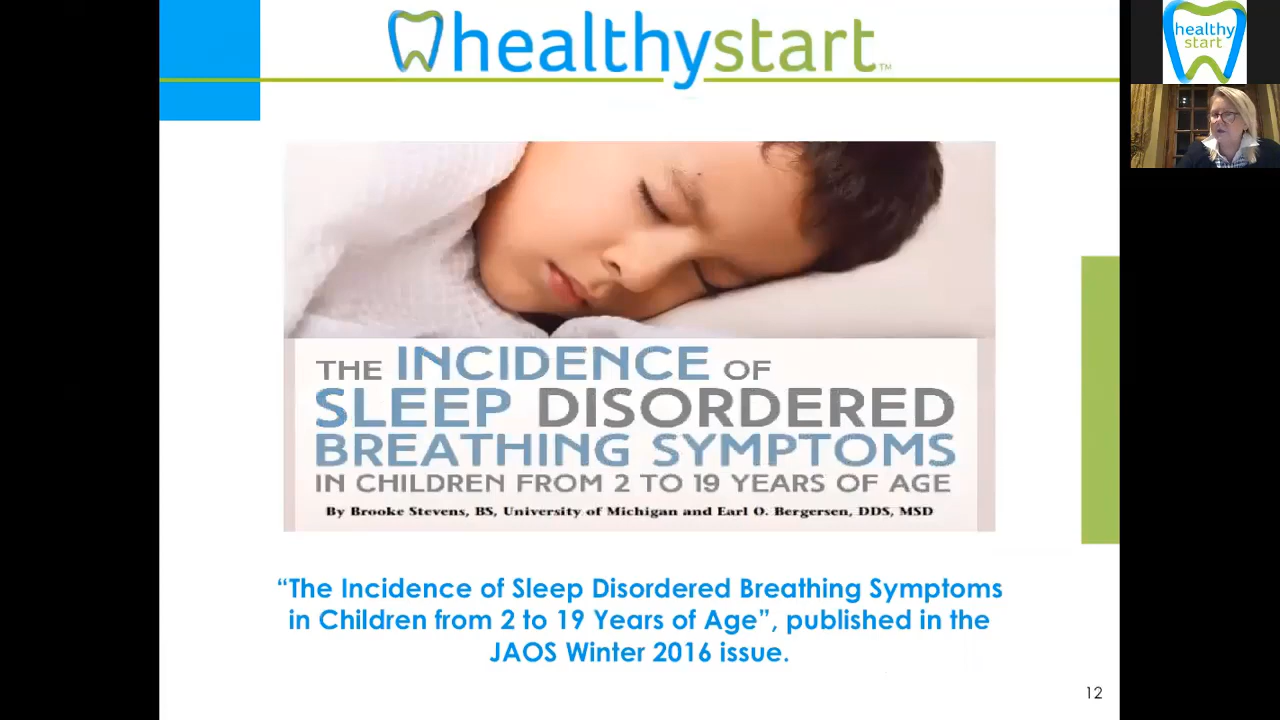 healthystart™
healthy
start
THE INCIDENCE OF
SLEEP DISORDERED
BREATHING SYMPTOMS
IN CHILDREN FROM 2 TO 19 YEARS OF AGE
By Brooke Stevens, BS, University of Michigan and Earl O. Bergersen, DDS, MSD
“The Incidence of Sleep Disordered Breathing Symptoms
in Children from 2 to 19 Years of Age”, published in the
JAOS Winter 2016 issue.
12